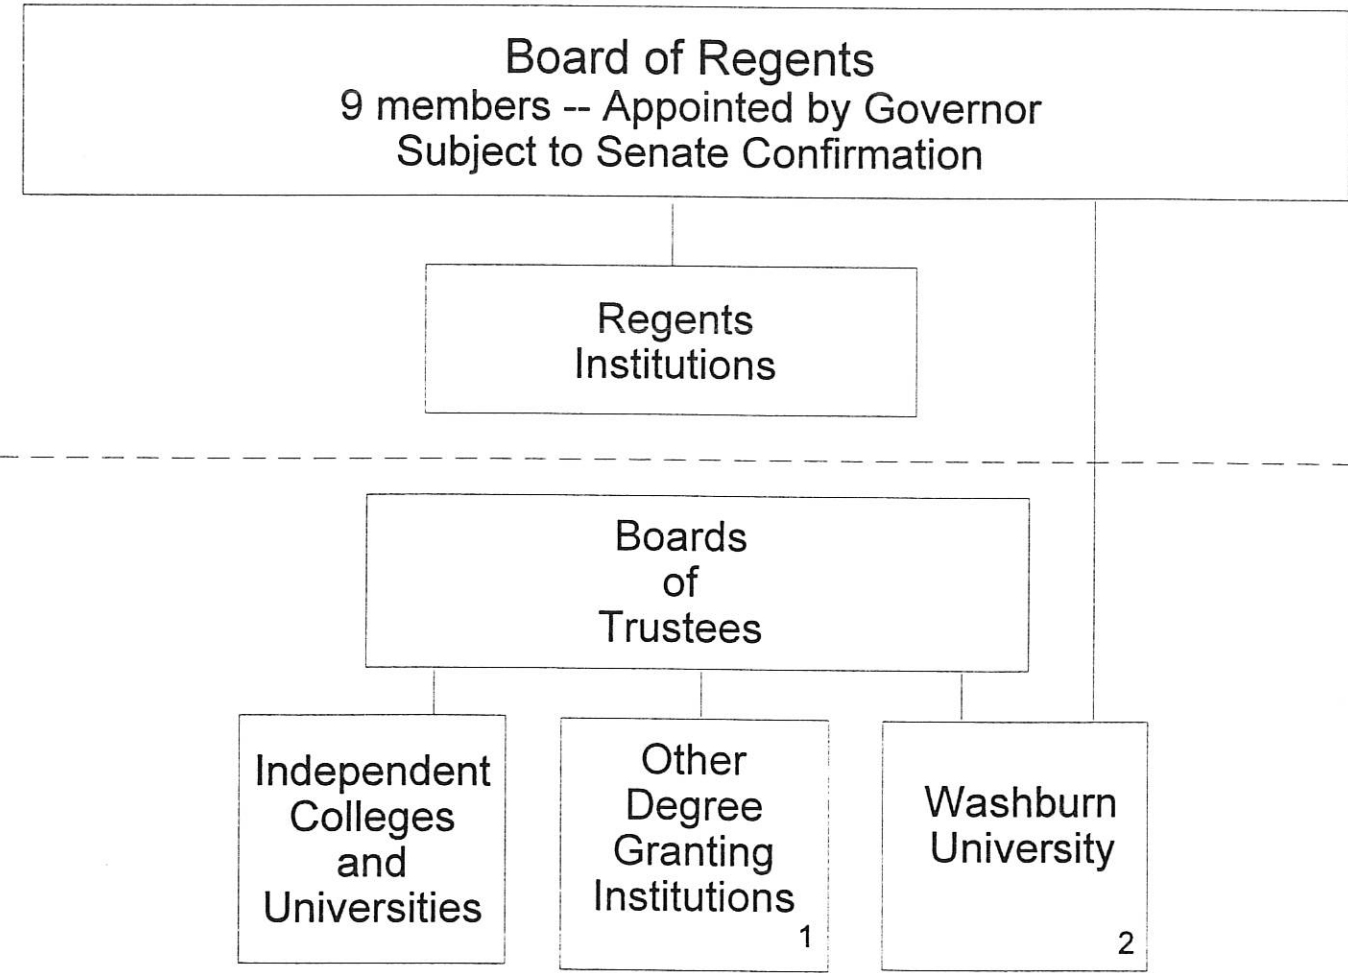 Board of Regents
9 members -- Appointed by Governor
Subject to Senate Confirmation
Regents
Institutions
Boards
of
Trustees
Independent
Colleges
and
Universities
Other
Degree
Granting
Institutions
1
Washburn
University
2